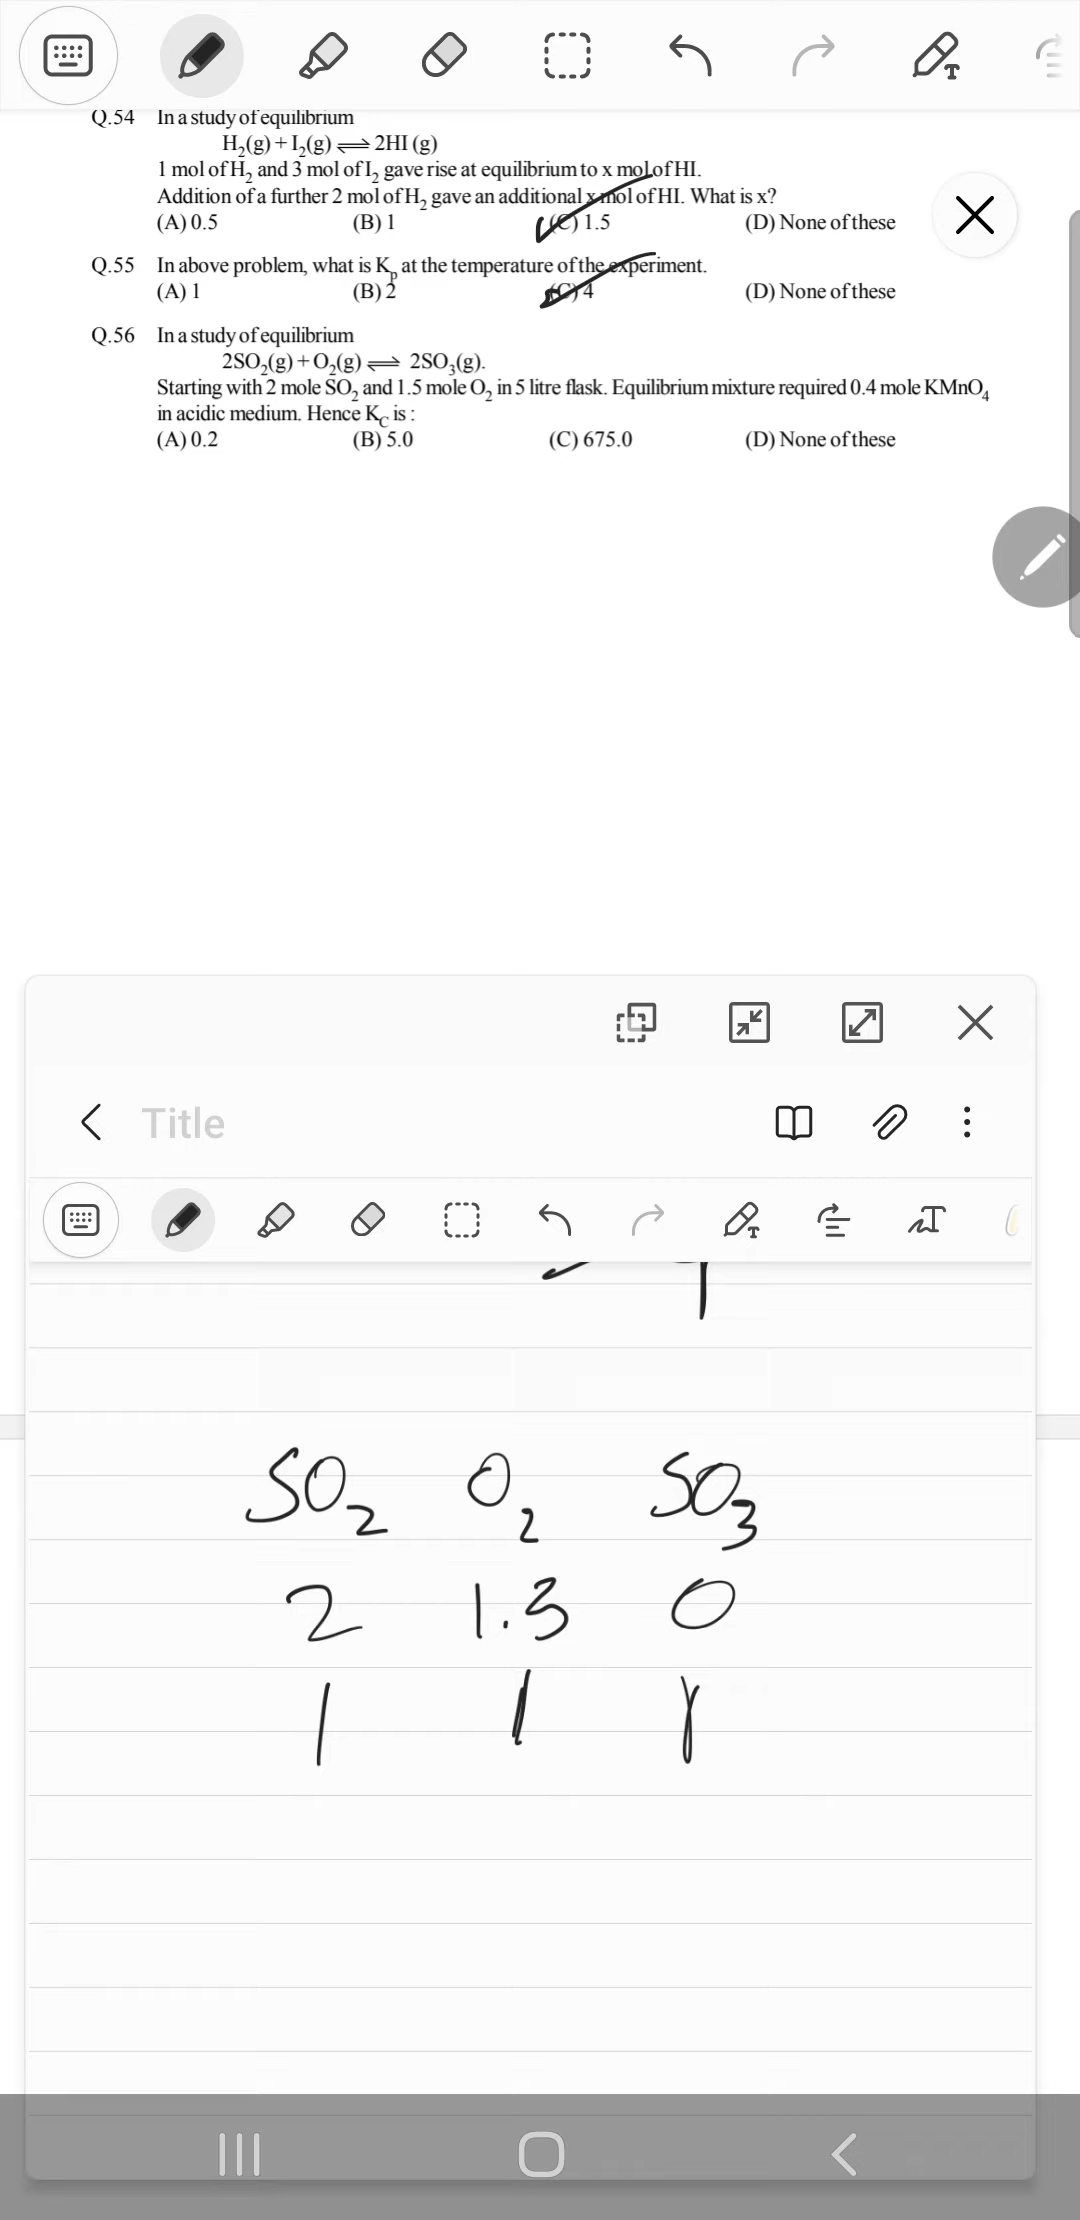 Q.54 In a study of equilibrium
H₂(g) + I₂(g) ⇌ 2HI (g)
1 mol of H₂ and 3 mol of I₂ gave rise at equilibrium to x mol of HI.
Addition of a further 2 mol of H₂ gave an additional x mol of HI. What is x?
(A) 0.5 (B) 1 (C) 1.5 (D) None of these
Q.55 In above problem, what is Kp at the temperature of the experiment.
(A) 1 (B) 2 (C) 4 (D) None of these
Q.56 In a study of equilibrium
2SO₂(g) + O₂(g) ⇌ 2SO₃(g).
Starting with 2 mole SO₂ and 1.5 mole O₂ in 5 litre flask. Equilibrium mixture required 0.4 mole KMnO₄
in acidic medium. Hence K_C is :
(A) 0.2 (B) 5.0 (C) 675.0 (D) None of these
Title
SO₂ O₂ SO₃
2 1.5 0
1 1